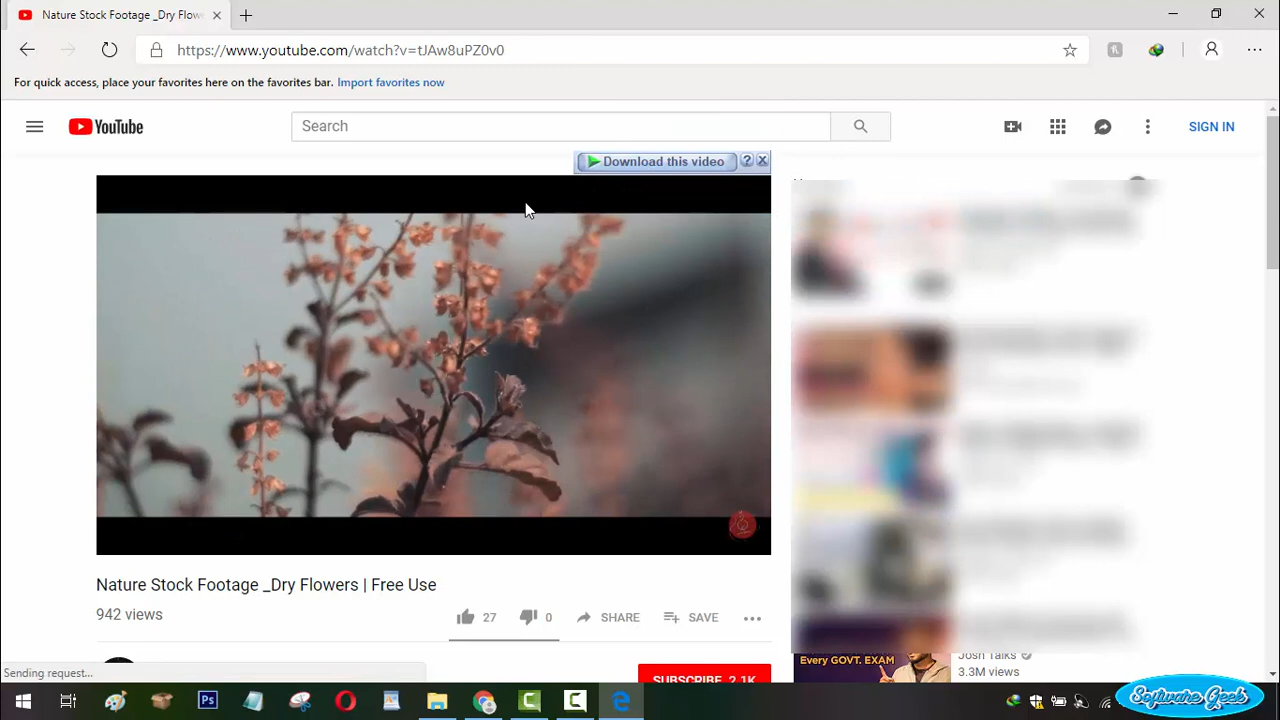 Nature Stock Footage _Dry Flow
https://www.youtube.com/watch?v=tJAw8uPZ0v0
For quick access, place your favorites here on the favorites bar. Import favorites now
YouTube
Search
SIGN IN
Download this video ? X
Nature Stock Footage _Dry Flowers | Free Use
942 views
27 0 SHARE SAVE
Every GOVT. EXAM
Josh Talks
3.3M views
Sending request...
SUBSCRIBE 2.1K
Ps
Software Geek